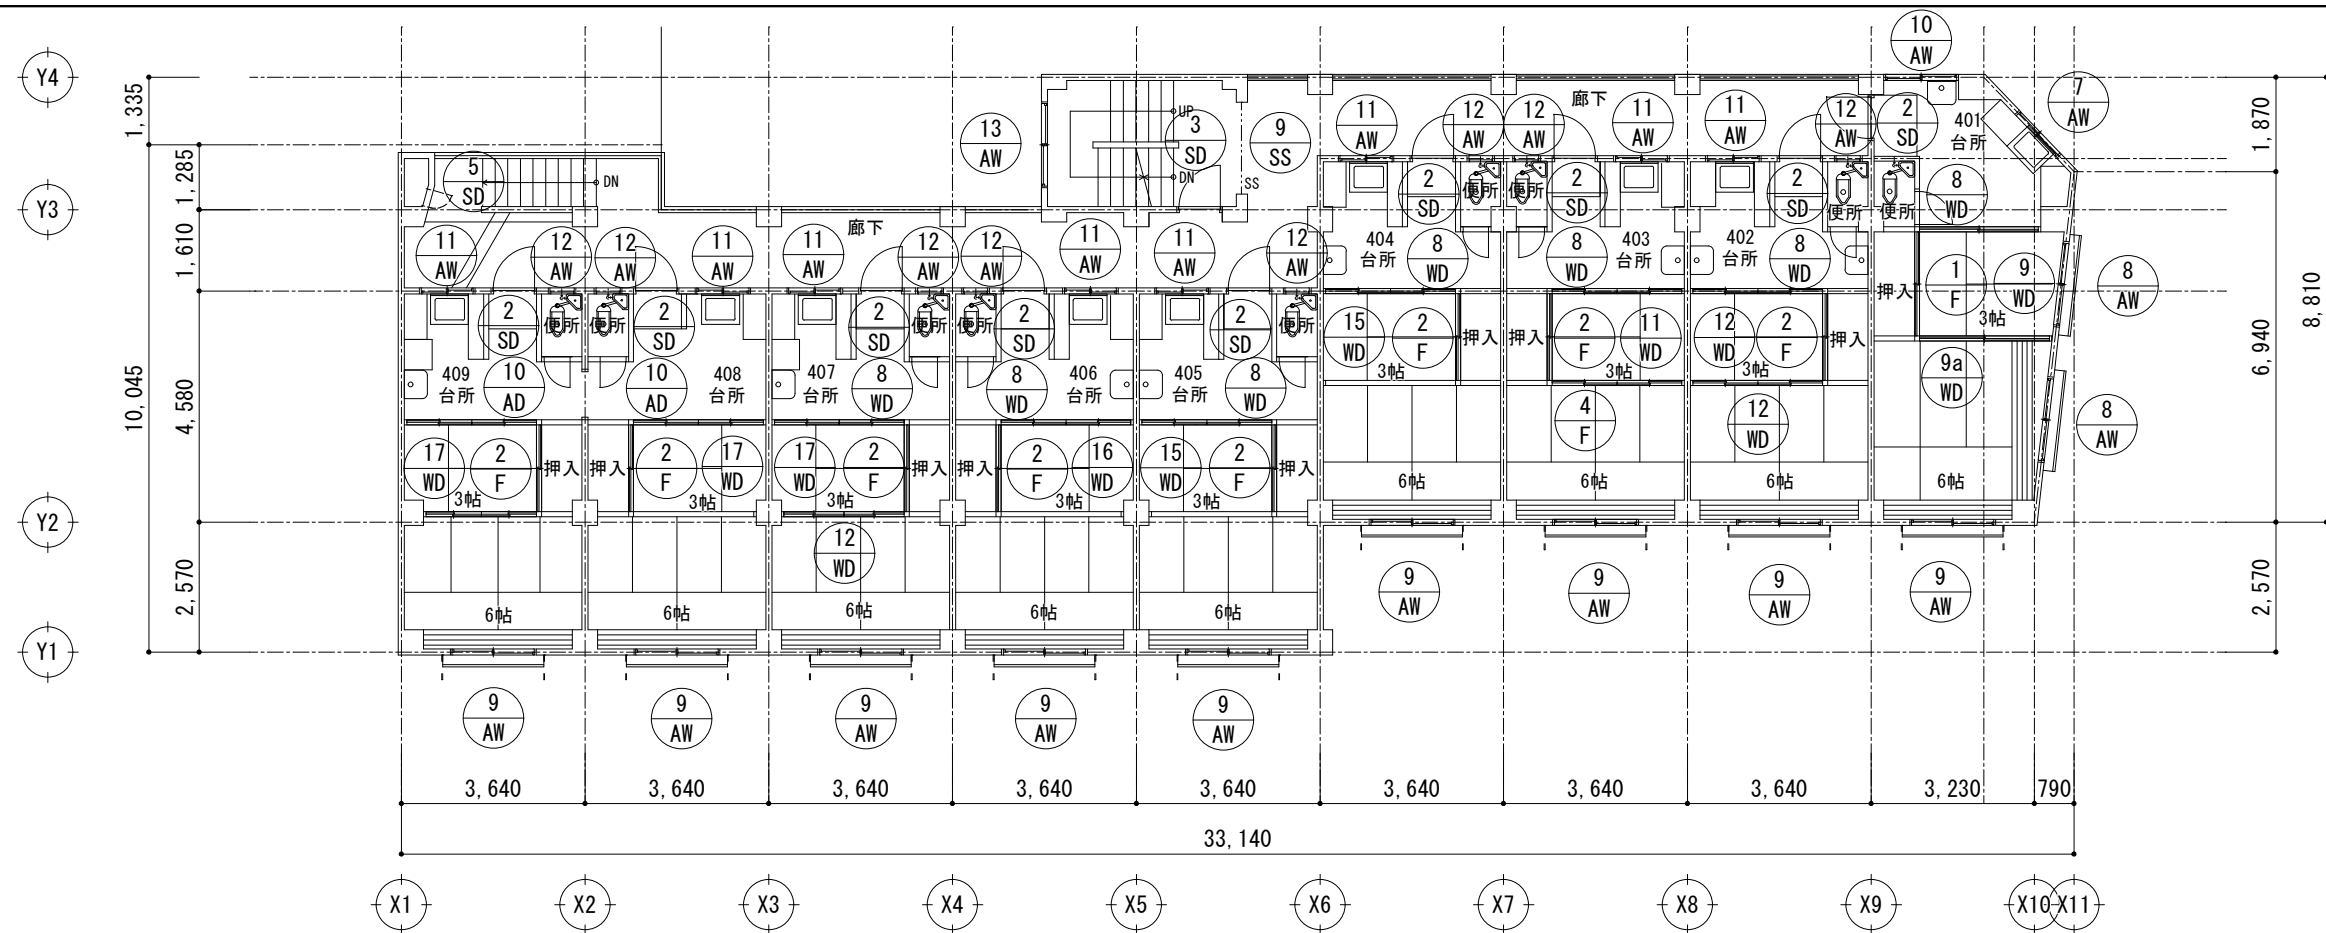 10
AW
Y4
7
AW
1,335
1,870
廊下
UP
11
AW
12
AW
12
AW
11
AW
11
AW
12
AW
2
SD
401
台所
13
AW
3
SD
9
SS
5
SD
DN
DN
SS
2
SD
便所
便所
2
SD
2
SD
便所
便所
8
WD
1,285
Y3
1,610
廊下
11
AW
12
AW
12
AW
11
AW
11
AW
12
AW
12
AW
11
AW
11
AW
12
AW
404
台所
8
WD
8
WD
403
台所
402
台所
8
WD
押入
1
F
9
WD
3帖
8
AW
8,810
2
SD
便所
便所
2
SD
2
SD
便所
便所
2
SD
2
SD
便所
15
WD
2
F
押入
3帖
押入
2
F
11
WD
3帖
12
WD
2
F
押入
3帖
6,940
10,045
4,580
409
台所
10
AD
10
AD
408
台所
407
台所
8
WD
8
WD
406
台所
405
台所
8
WD
9a
WD
4
F
12
WD
8
AW
17
WD
2
F
押入
3帖
押入
2
F
17
WD
3帖
17
WD
2
F
押入
3帖
押入
2
F
16
WD
3帖
15
WD
2
F
押入
3帖
6帖
6帖
6帖
6帖
Y2
12
WD
2,570
2,570
9
AW
9
AW
9
AW
9
AW
6帖
6帖
6帖
6帖
6帖
Y1
9
AW
9
AW
9
AW
9
AW
9
AW
3,640
3,640
3,640
3,640
3,640
3,640
3,640
3,640
3,230
790
33,140
X1
X2
X3
X4
X5
X6
X7
X8
X9
X10
X11